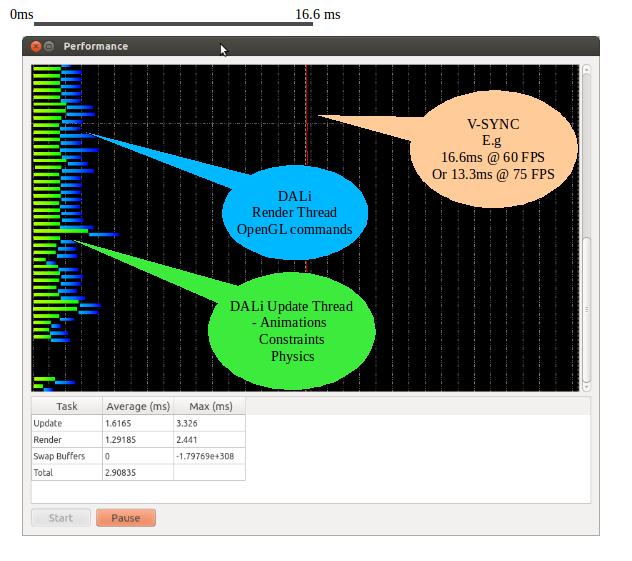 0ms 16.6 ms
Performance
V-SYNC
E.g
16.6ms @ 60 FPS
Or 13.3ms @ 75 FPS
DALi
Render Thread
OpenGL commands
DALi Update Thread
- Animations
Constraints
Physics
Task Average (ms) Max (ms)
Update 1.6165 3.326
Render 1.29185 2.441
Swap Buffers 0 -1.79769e+308
Total 2.90835
Start Pause